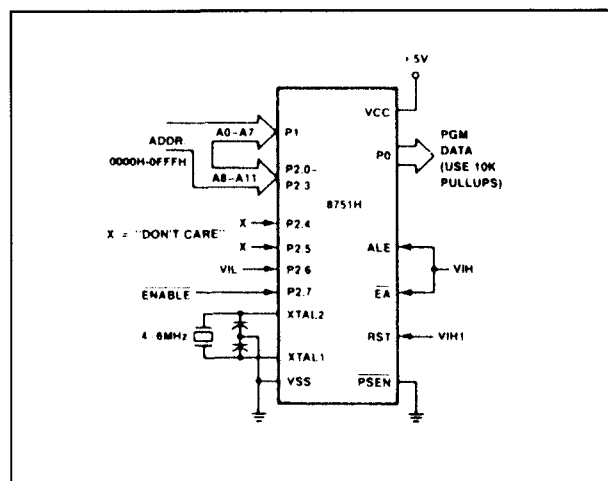 +5V
VCC
A0-A7
P1
ADDR.
0000H-0FFFH
P0
PGM
DATA
(USE 10K
PULLUPS)
A8-A11
P2.0-
P2.3
8751H
X
P2.4
X = "DON'T CARE"
X
P2.5
ALE
VIL
P2.6
VIH
ENABLE
P2.7
EA
XTAL2
4-6MHz
RST
VIH1
XTAL1
VSS
PSEN